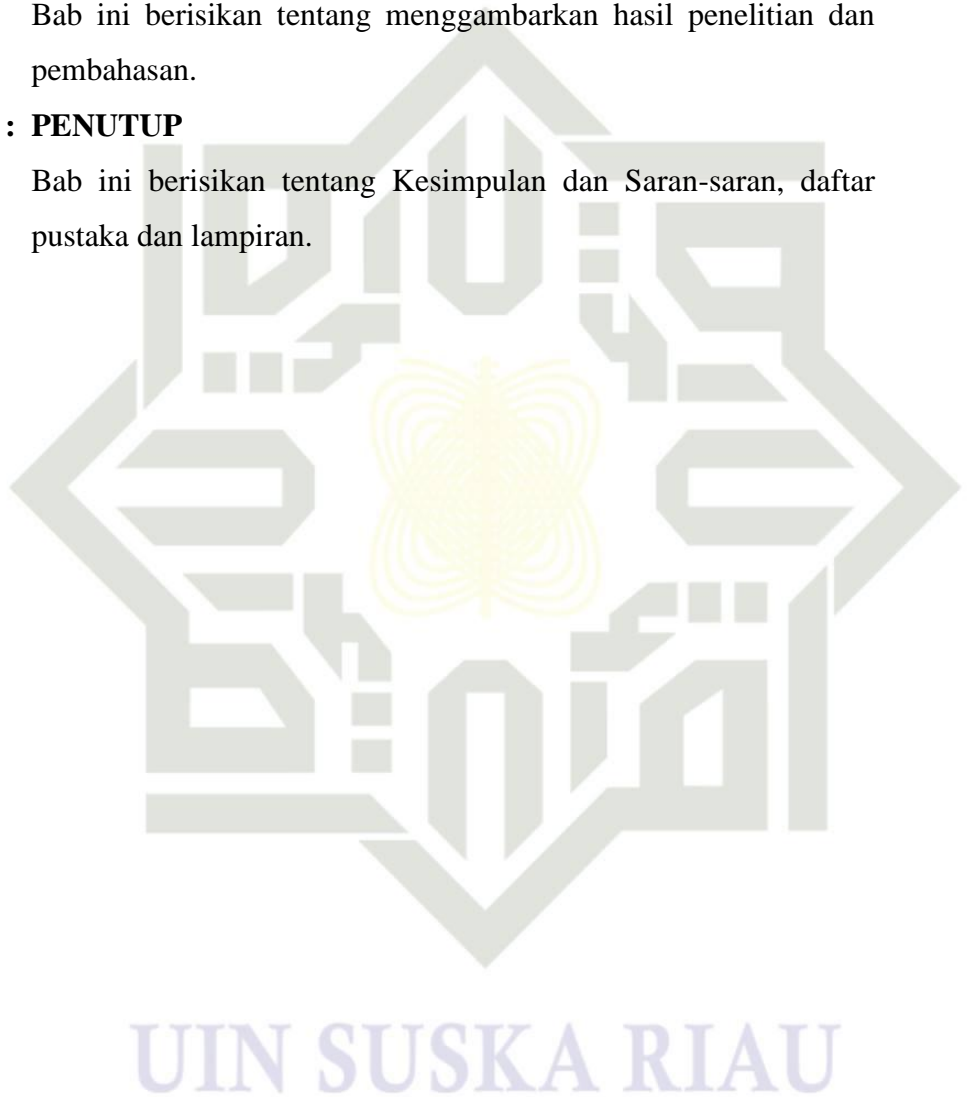 Bab ini berisikan tentang menggambarkan hasil penelitian dan
pembahasan.
: PENUTUP
Bab ini berisikan tentang Kesimpulan dan Saran-saran, daftar
pustaka dan lampiran.
UIN SUSKA RIAU